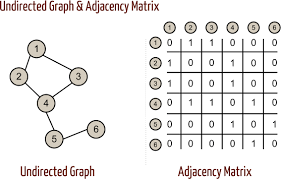 Undirected Graph & Adjacency Matrix
1 2 3 4 5 6
1 0 1 1 0 0 0
2 1 0 0 1 0 0
3 1 0 0 1 0 0
4 0 1 1 0 1 0
5 0 0 0 1 0 1
6 0 0 0 0 1 0
1
2
3
4
5
6
Undirected Graph
Adjacency Matrix